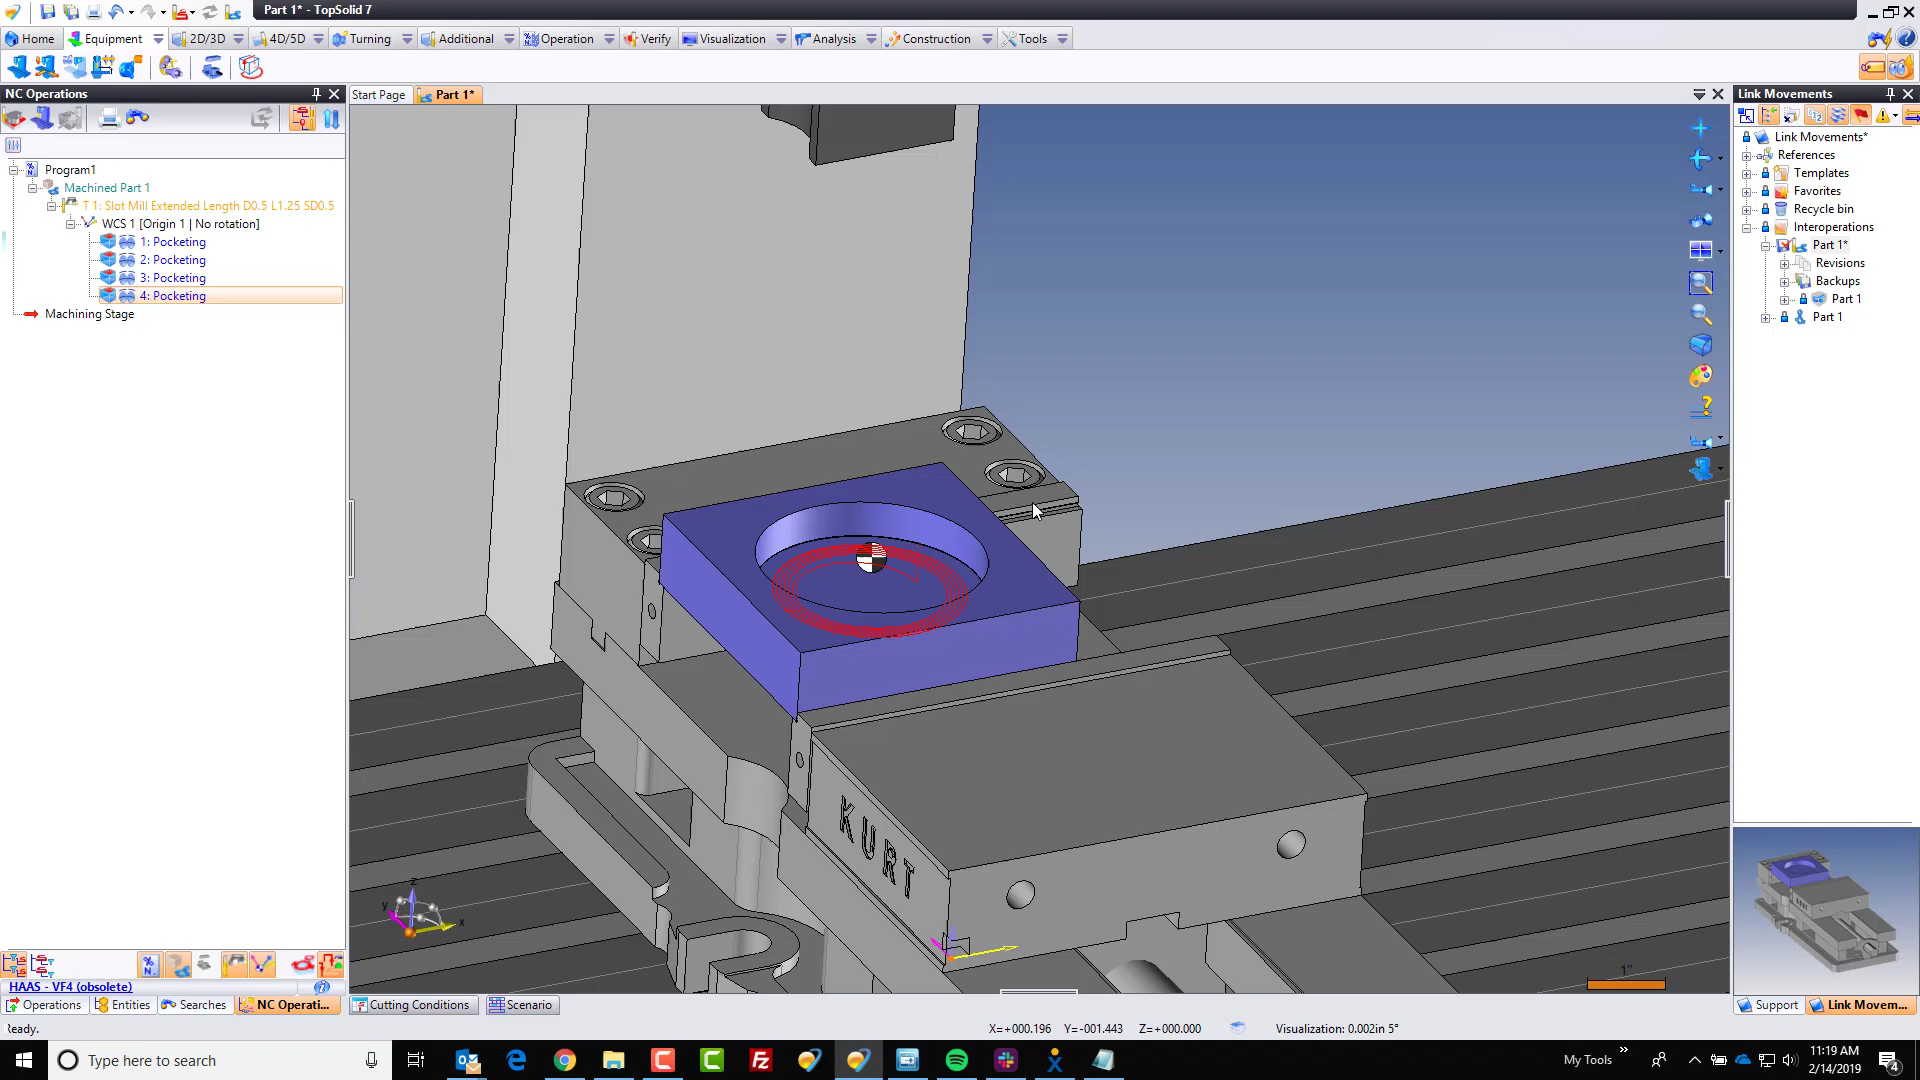 Part 1* - TopSolid 7
Home Equipment 2D/3D 4D/5D Turning Additional Operation Verify Visualization Analysis Construction Tools
NC Operations
Start Page Part 1*
Link Movements
Program1
Machined Part 1
T 1: Slot Mill Extended Length D0.5 L1.25 SD0.5
WCS 1 [Origin 1 | No rotation]
1: Pocketing
2: Pocketing
3: Pocketing
4: Pocketing
Machining Stage
Link Movements*
References
Templates
Favorites
Recycle bin
Interoperations
Part 1*
Revisions
Backups
Part 1
Part 1
KURT
z
y
x
1"
HAAS - VF4 (obsolete)
Operations Entities Searches NC Operati... Cutting Conditions Scenario
Support Link Movem...
Ready.
X=+000.196 Y=-001.443 Z=+000.000 Visualization: 0.002in 5°
Type here to search
My Tools
11:19 AM
2/14/2019
4